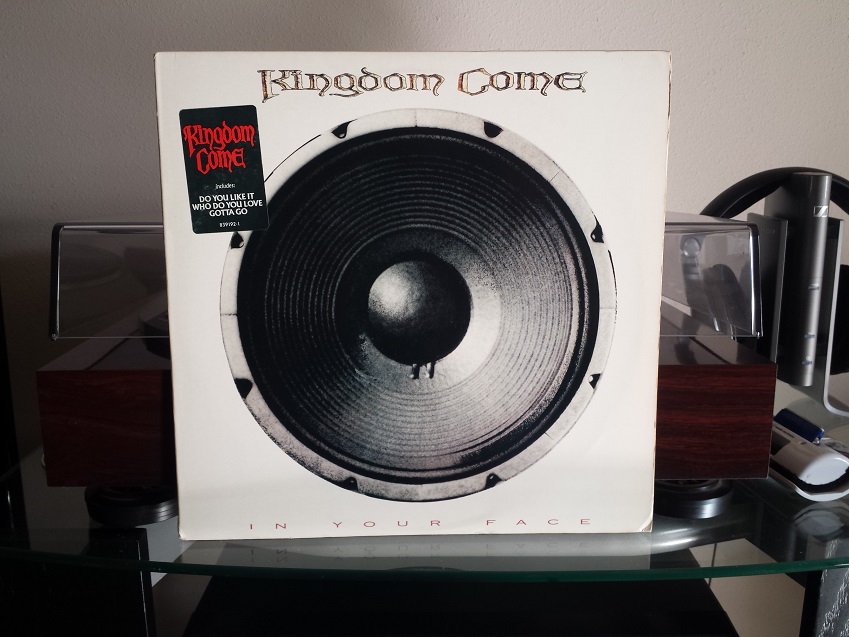 Kingdom Come
Kingdom
Come
Includes:
DO YOU LIKE IT
WHO DO YOU LOVE
GOTTA GO
839192-1
IN YOUR FACE